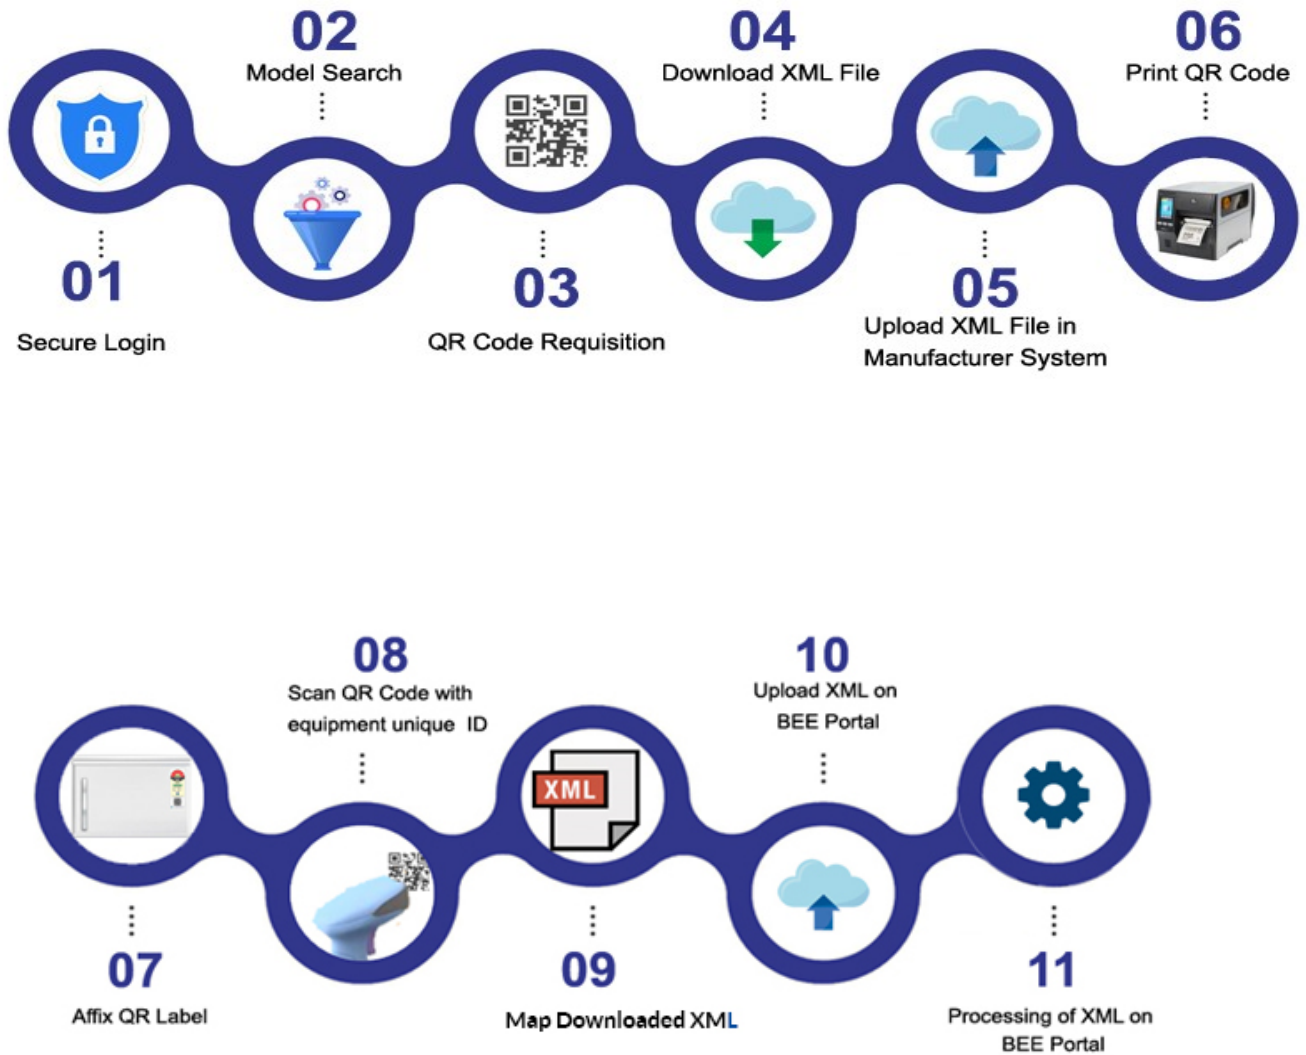 01
Secure Login
02
Model Search
03
QR Code Requisition
04
Download XML File
05
Upload XML File in
Manufacturer System
06
Print QR Code
07
Affix QR Label
08
Scan QR Code with
equipment unique ID
XML
09
Map Downloaded XML
10
Upload XML on
BEE Portal
11
Processing of XML on
BEE Portal